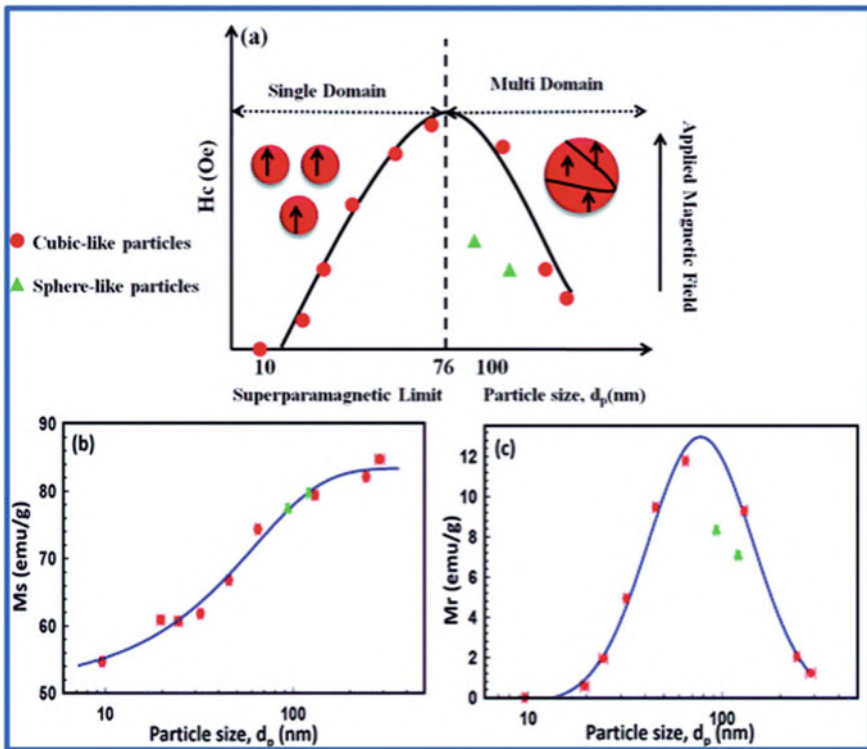 (a)
Single Domain
Multi Domain
Hc (Oe)
Applied Magnetic Field
Cubic-like particles
Sphere-like particles
10
76
100
Superparamagnetic Limit
Particle size, dp(nm)
(b)
90
80
70
60
50
Ms (emu/g)
10
100
Particle size, dp (nm)
(c)
12
10
8
6
4
2
0
Mr (emu/g)
10
100
Particle size, dp (nm)